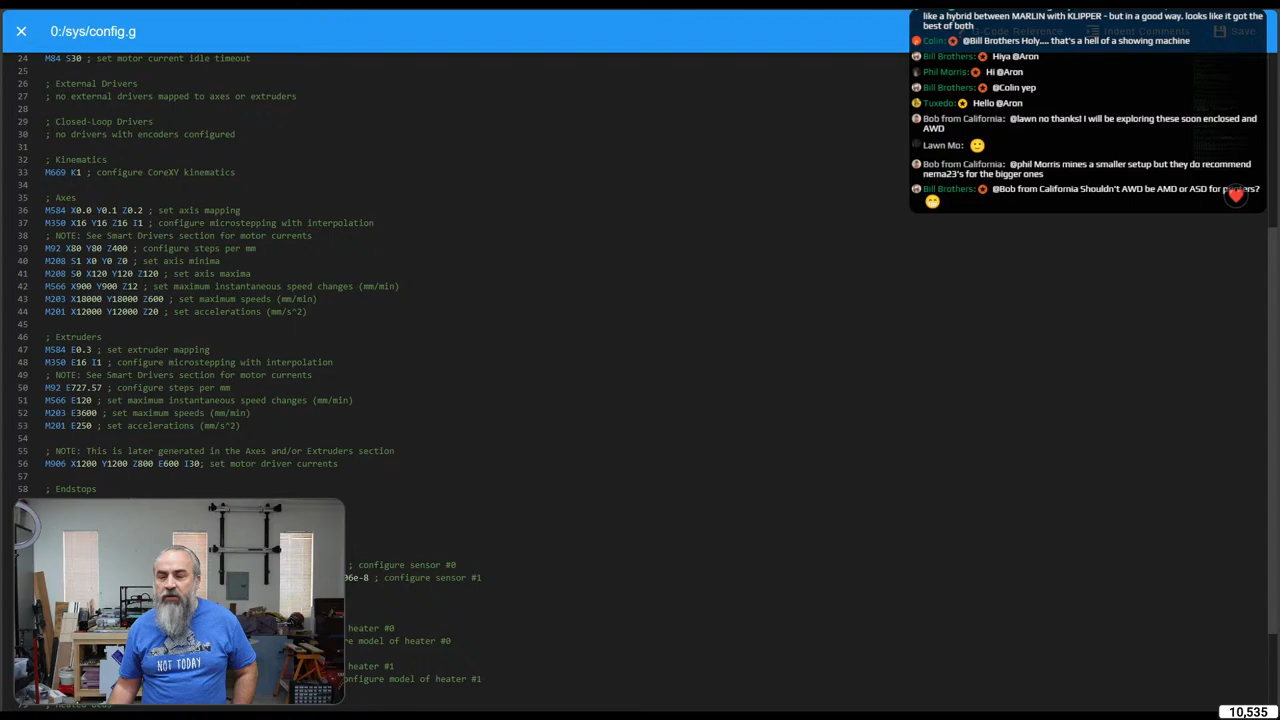 0:/sys/config.g
G-Code Reference
Indent Comments
Save
24 M84 S30 ; set motor current idle timeout
25
26 ; External Drivers
27 ; no external drivers mapped to axes or extruders
28
29 ; Closed-Loop Drivers
30 ; no drivers with encoders configured
31
32 ; Kinematics
33 M669 K1 ; configure CoreXY kinematics
34
35 ; Axes
36 M584 X0.0 Y0.1 Z0.2 ; set axis mapping
37 M350 X16 Y16 Z16 I1 ; configure microstepping with interpolation
38 ; NOTE: See Smart Drivers section for motor currents
39 M92 X80 Y80 Z400 ; configure steps per mm
40 M208 S1 X0 Y0 Z0 ; set axis minima
41 M208 S0 X120 Y120 Z120 ; set axis maxima
42 M566 X900 Y900 Z12 ; set maximum instantaneous speed changes (mm/min)
43 M203 X18000 Y18000 Z600 ; set maximum speeds (mm/min)
44 M201 X12000 Y12000 Z20 ; set accelerations (mm/s^2)
45
46 ; Extruders
47 M584 E0.3 ; set extruder mapping
48 M350 E16 I1 ; configure microstepping with interpolation
49 ; NOTE: See Smart Drivers section for motor currents
50 M92 E727.57 ; configure steps per mm
51 M566 E120 ; set maximum instantaneous speed changes (mm/min)
52 M203 E3600 ; set maximum speeds (mm/min)
53 M201 E250 ; set accelerations (mm/s^2)
54
55 ; NOTE: This is later generated in the Axes and/or Extruders section
56 M906 X1200 Y1200 Z800 E600 I30; set motor driver currents
57
58 ; Endstops
; configure sensor #0
06e-8 ; configure sensor #1
heater #0
re model of heater #0
heater #1
onfigure model of heater #1
like a hybrid between MARLIN with KLIPPER - but in a good way. looks like it got the
best of both
Colin: @Bill Brothers Holy.... that's a hell of a showing machine
Bill Brothers: Hiya @Aron
Phil Morris: Hi @Aron
Bill Brothers: @Colin yep
Tuxedo: Hello @Aron
Bob from California: @lawn no thanks! I will be exploring these soon enclosed and
AWD
Lawn Mo: 🙂
Bob from California: @phil Morris mines a smaller setup but they do recommend
nema23's for the bigger ones
Bill Brothers: @Bob from California Shouldn't AWD be AMD or ASD for printers?
😁
NOT TODAY
10,535